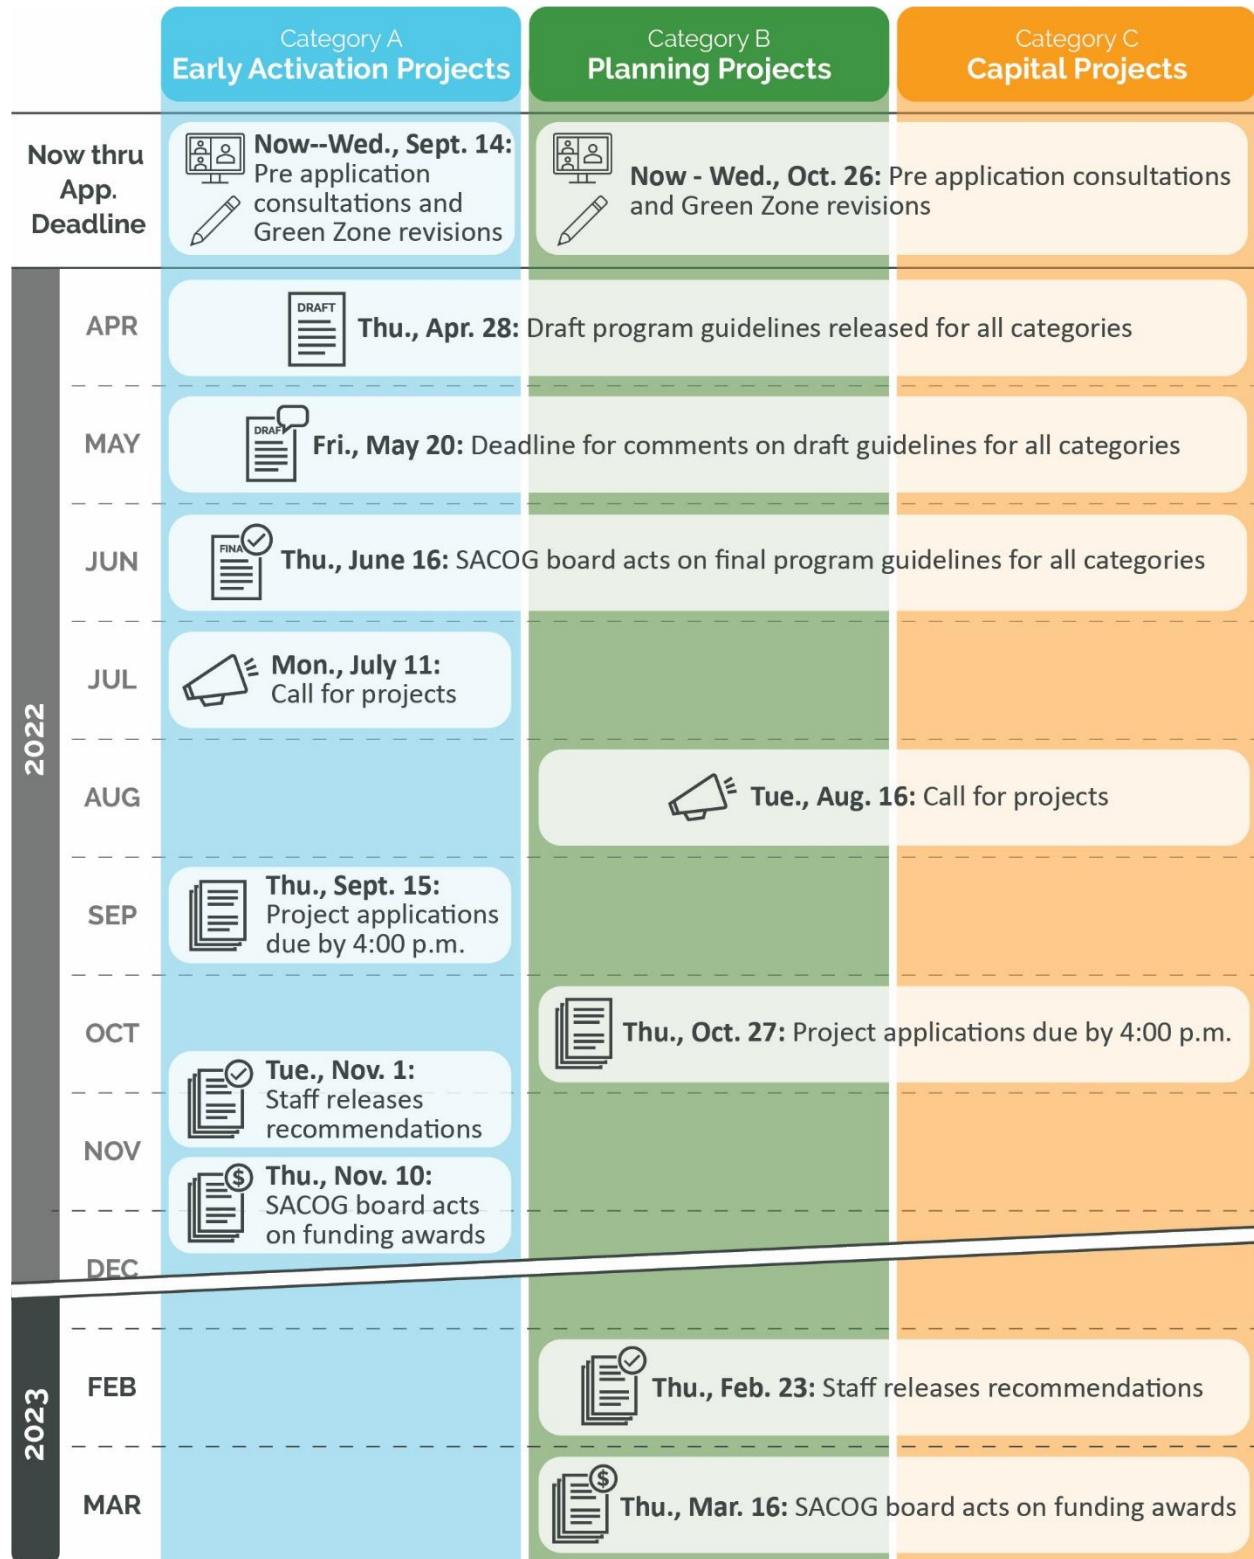 Category A
Early Activation Projects
Category B
Planning Projects
Category C
Capital Projects
Now thru
App.
Deadline
Now--Wed., Sept. 14:
Pre application
consultations and
Green Zone revisions
Now - Wed., Oct. 26: Pre application consultations
and Green Zone revisions
2022
APR
DRAFT
Thu., Apr. 28: Draft program guidelines released for all categories
MAY
DRAF
Fri., May 20: Deadline for comments on draft guidelines for all categories
JUN
FINA
Thu., June 16: SACOG board acts on final program guidelines for all categories
JUL
Mon., July 11:
Call for projects
AUG
Tue., Aug. 16: Call for projects
SEP
Thu., Sept. 15:
Project applications
due by 4:00 p.m.
OCT
Thu., Oct. 27: Project applications due by 4:00 p.m.
Tue., Nov. 1:
Staff releases
recommendations
NOV
$
Thu., Nov. 10:
SACOG board acts
on funding awards
DEC
2023
FEB
Thu., Feb. 23: Staff releases recommendations
MAR
$
Thu., Mar. 16: SACOG board acts on funding awards